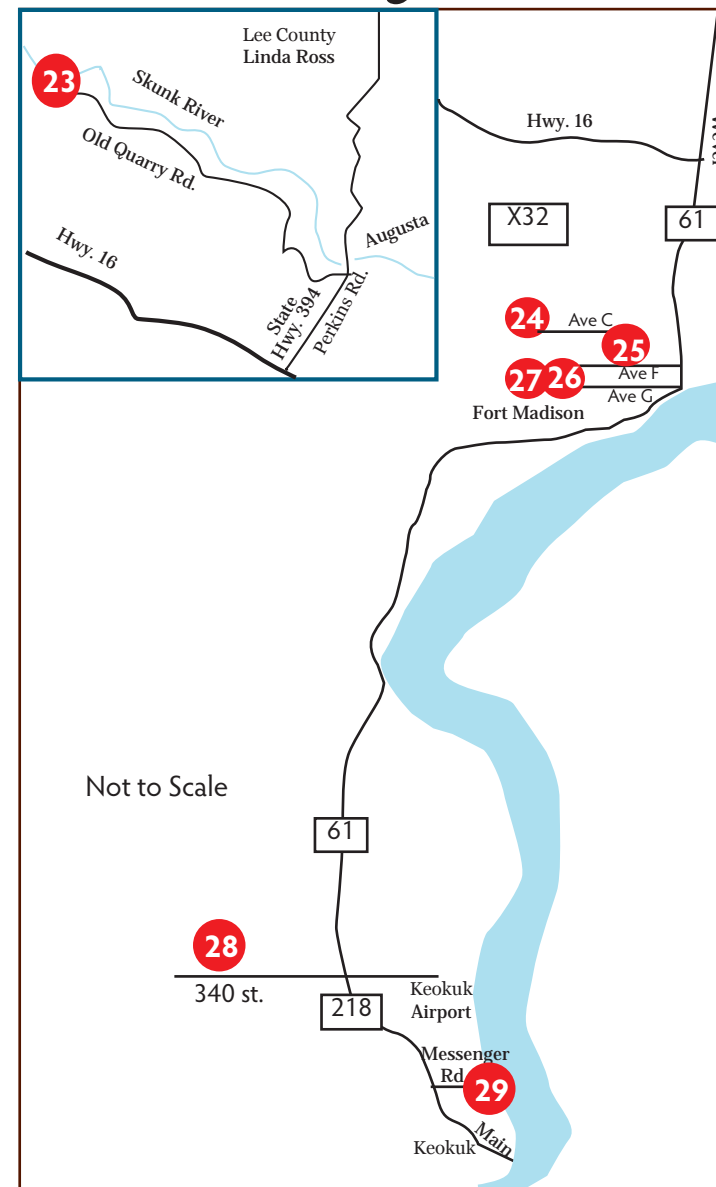 Lee County
Linda Ross
23
Skunk River
Old Quarry Rd.
Augusta
Hwy. 16
State
Hwy. 394
Perkins Rd.
Hwy. 16
X32
61
24
Ave C
25
27
26
Ave F
Ave G
Fort Madison
Not to Scale
61
28
340 st.
218
Keokuk
Airport
Messenger
Rd
29
Keokuk
Main